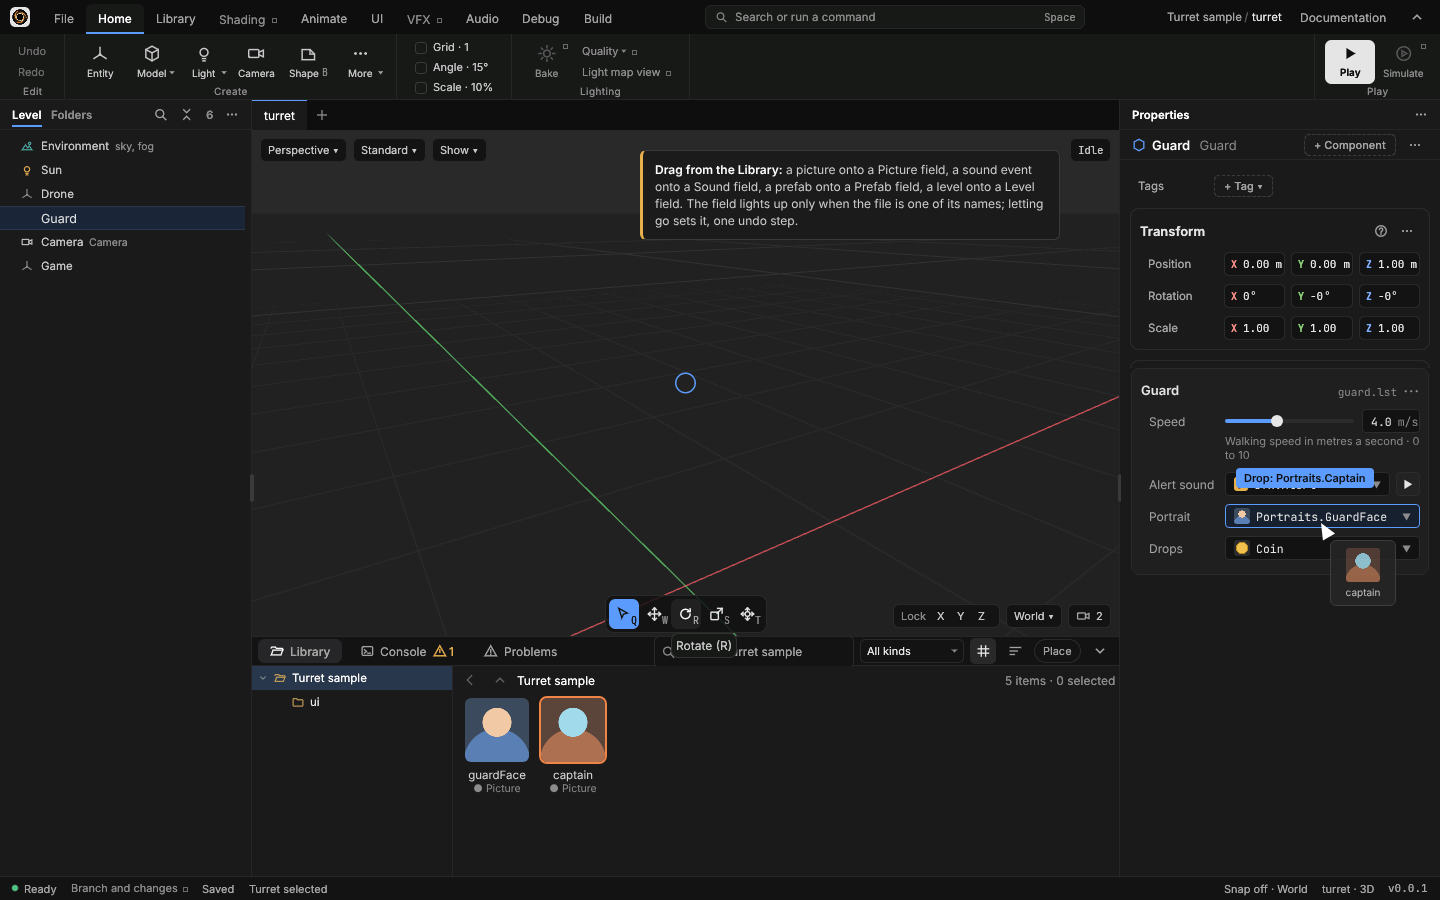 File
Home
Library
Shading
Animate
UI
VFX
Audio
Debug
Build
Search or run a command
Space
Turret sample / turret
Documentation
Undo
Redo
Edit
Entity
Model
Light
Camera
Shape B
More
Create
Grid · 1
Angle · 15°
Scale · 10%
Bake
Quality
Light map view
Lighting
Play
Simulate
Play
Level
Folders
6
Environment sky, fog
Sun
Drone
Guard
Camera Camera
Game
turret
Perspective
Standard
Show
Idle
Drag from the Library: a picture onto a Picture field, a sound event
onto a Sound field, a prefab onto a Prefab field, a level onto a Level
field. The field lights up only when the file is one of its names; letting
go sets it, one undo step.
Q
W
R
S
T
Rotate (R)
Lock X Y Z
World
2
Properties
Guard Guard
+ Component
Tags
+ Tag
Transform
Position X 0.00 m Y 0.00 m Z 1.00 m
Rotation X 0° Y -0° Z -0°
Scale X 1.00 Y 1.00 Z 1.00
Guard
guard.lst
Speed
4.0 m/s
Walking speed in metres a second · 0
to 10
Alert sound
Drop: Portraits.Captain
Portrait
Portraits.GuardFace
Drops
Coin
captain
Library
Console
1
Problems
sample
All kinds
Place
Turret sample
ui
Turret sample
5 items · 0 selected
guardFace
Picture
captain
Picture
Ready
Branch and changes
Saved
Turret selected
Snap off · World
turret · 3D
v0.0.1